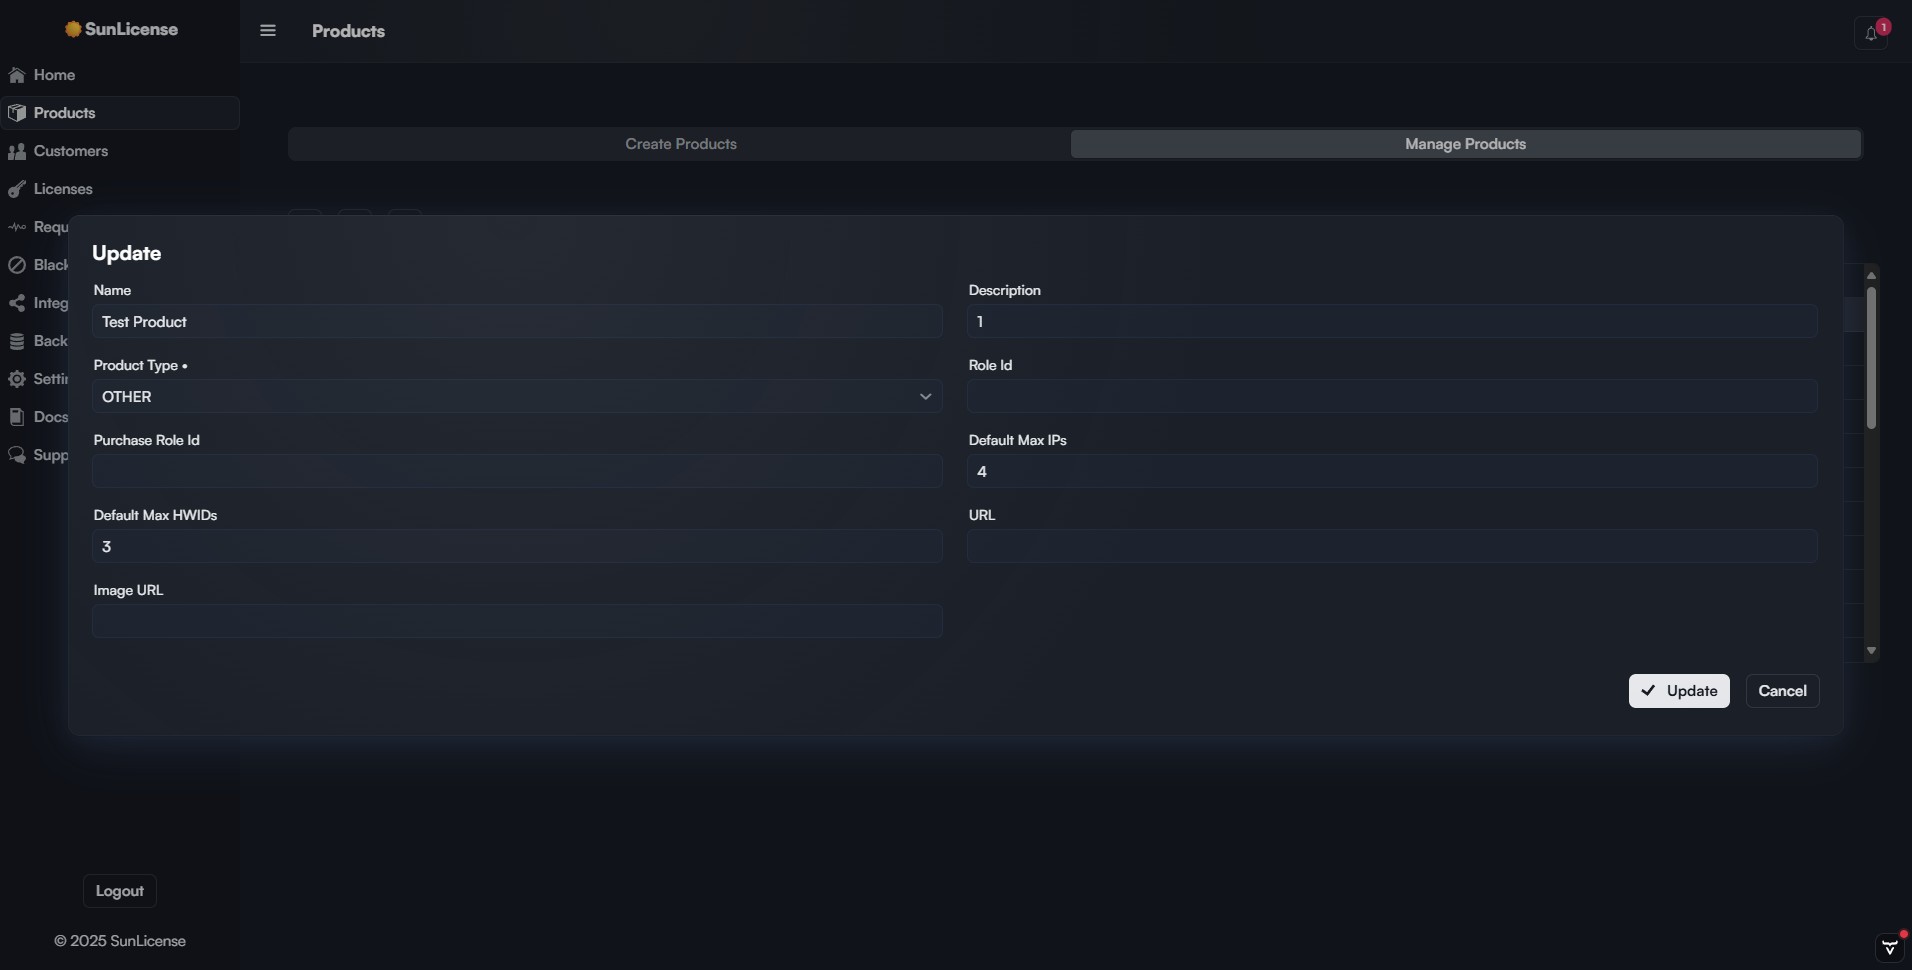 SunLicense
Products
1
Home
Products
Customers
Licenses
Requ
Black
Integ
Back
Settin
Docs
Supp
Create Products
Manage Products
Update
Name
Description
Test Product
1
Product Type •
Role Id
OTHER
Purchase Role Id
Default Max IPs
4
Default Max HWIDs
URL
3
Image URL
Update
Cancel
Logout
© 2025 SunLicense